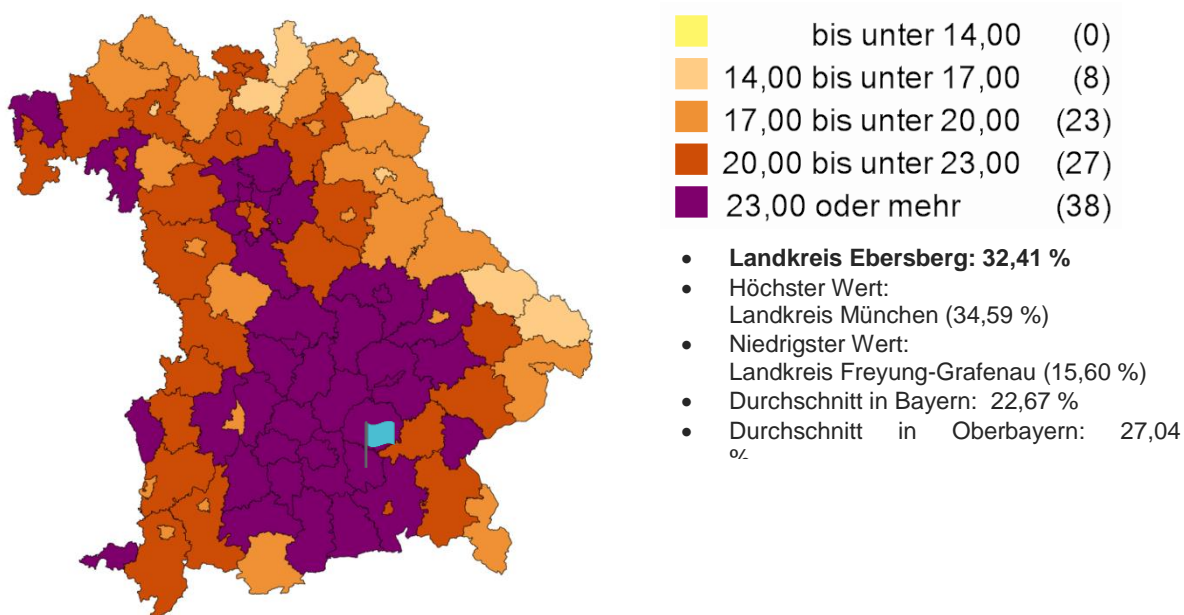 bis unter 14,00 (0)
14,00 bis unter 17,00 (8)
17,00 bis unter 20,00 (23)
20,00 bis unter 23,00 (27)
23,00 oder mehr (38)
• Landkreis Ebersberg: 32,41 %
• Höchster Wert:
Landkreis München (34,59 %)
• Niedrigster Wert:
Landkreis Freyung-Grafenau (15,60 %)
• Durchschnitt in Bayern: 22,67 %
• Durchschnitt in Oberbayern: 27,04
%